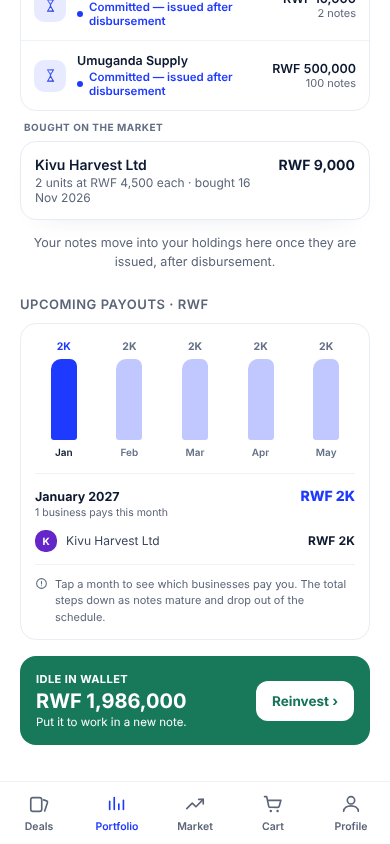 Committed — issued after
disbursement
2 notes
Umuganda Supply
RWF 500,000
Committed — issued after
disbursement
100 notes
BOUGHT ON THE MARKET
Kivu Harvest Ltd
RWF 9,000
2 units at RWF 4,500 each · bought 16
Nov 2026
Your notes move into your holdings here once they are
issued, after disbursement.
UPCOMING PAYOUTS · RWF
2K 2K 2K 2K 2K
Jan Feb Mar Apr May
January 2027
RWF 2K
1 business pays this month
K Kivu Harvest Ltd
RWF 2K
Tap a month to see which businesses pay you. The total
steps down as notes mature and drop out of the
schedule.
IDLE IN WALLET
RWF 1,986,000
Put it to work in a new note.
Reinvest ›
Deals Portfolio Market Cart Profile